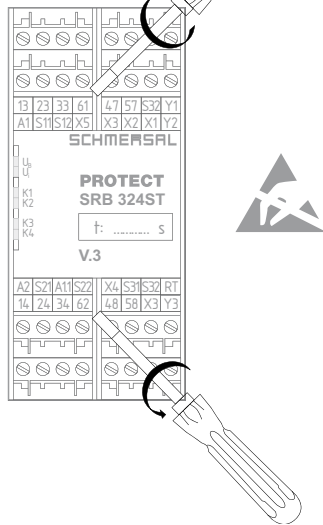 13 23 33 61 47 57 S32 Y1
A1 S11 S12 X5 X3 X2 X1 Y2
SCHMERSAL
UB
Ui
K1
K2
K3
K4
PROTECT
SRB 324ST
t: ............ s
V.3
A2 S21 A1.1 S22 X4 S31 S32 RT
14 24 34 62 48 58 X3 Y3